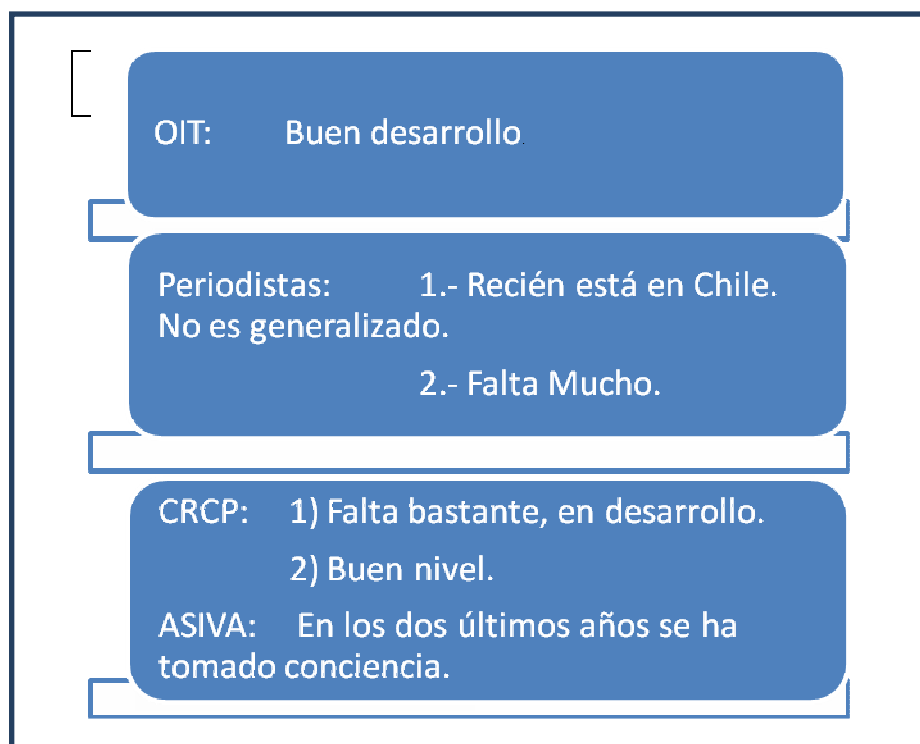 OIT: Buen desarrollo.
Periodistas: 1.- Recién está en Chile.
No es generalizado.
2.- Falta Mucho.
CRCP: 1) Falta bastante, en desarrollo.
2) Buen nivel.
ASIVA: En los dos últimos años se ha
tomado conciencia.